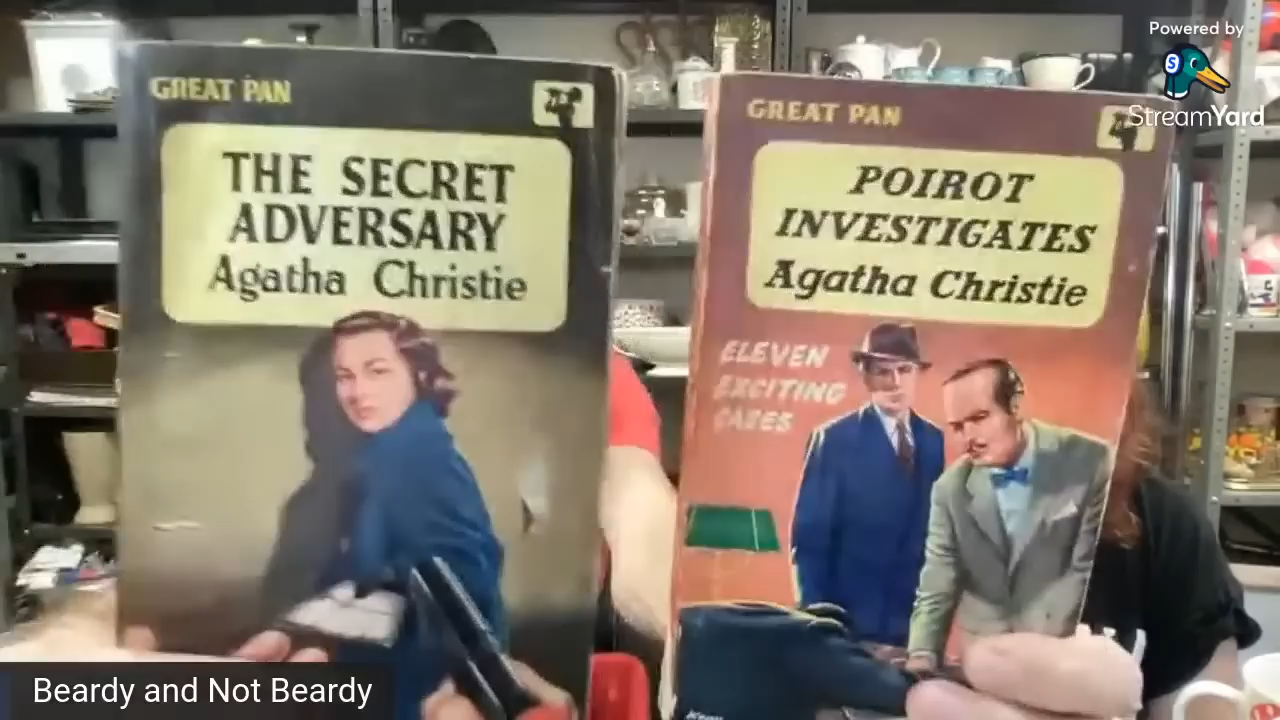 Powered by
StreamYard
GREAT PAN
THE SECRET
ADVERSARY
Agatha Christie
GREAT PAN
POIROT
INVESTIGATES
Agatha Christie
ELEVEN
EXCITING
CASES
Beardy and Not Beardy